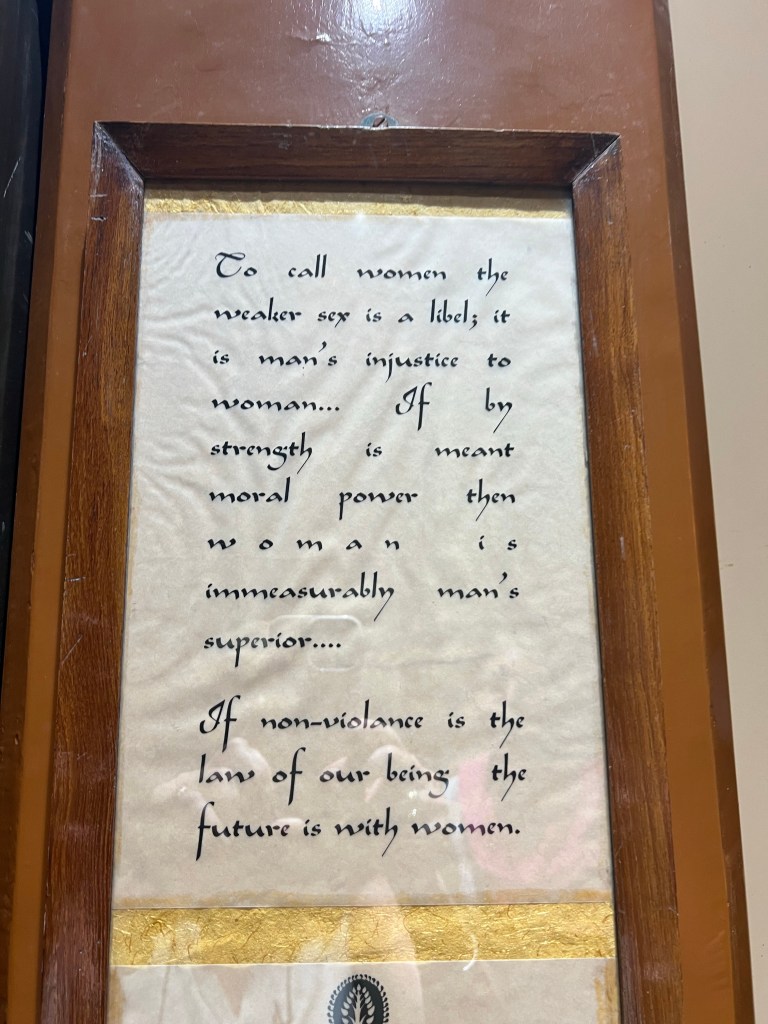 To call women the
weaker sex is a libel; it
is man's injustice to
woman... If by
strength is meant
moral power then
woman is
immeasurably man's
superior....
If non-violance is the
law of our being the
future is with women.